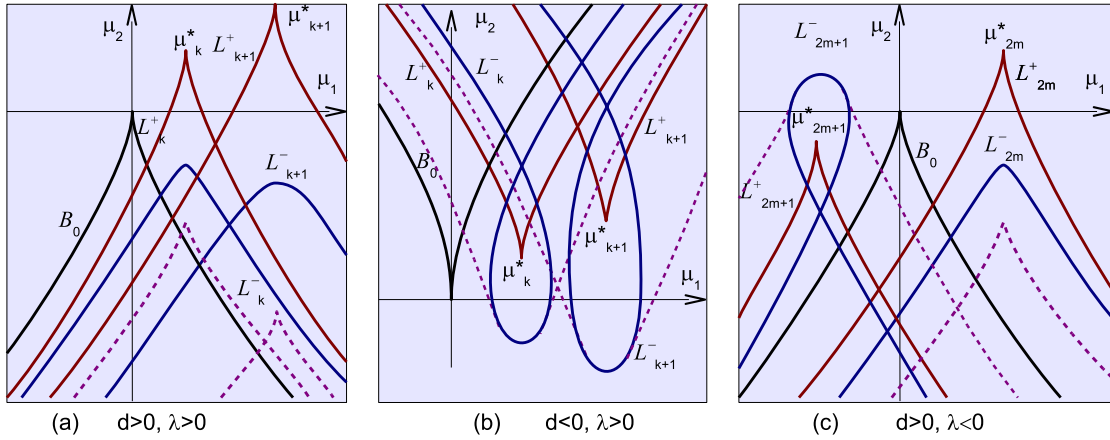 μ₂
μ*ₖ
L⁺ₖ₊₁
μ*ₖ₊₁
μ₁
L⁺ₖ
L⁻ₖ₊₁
B₀
L⁻ₖ
(a) d>0, λ>0
μ₂
L⁺ₖ
L⁻ₖ
L⁺ₖ₊₁
B₀
μ*ₖ₊₁
μ*ₖ
μ₁
L⁻ₖ₊₁
(b) d<0, λ>0
L⁻₂ₘ₊₁
μ₂
μ*₂ₘ
L⁺₂ₘ
μ₁
μ*₂ₘ₊₁
B₀
L⁻₂ₘ
L⁺₂ₘ₊₁
(c) d>0, λ<0